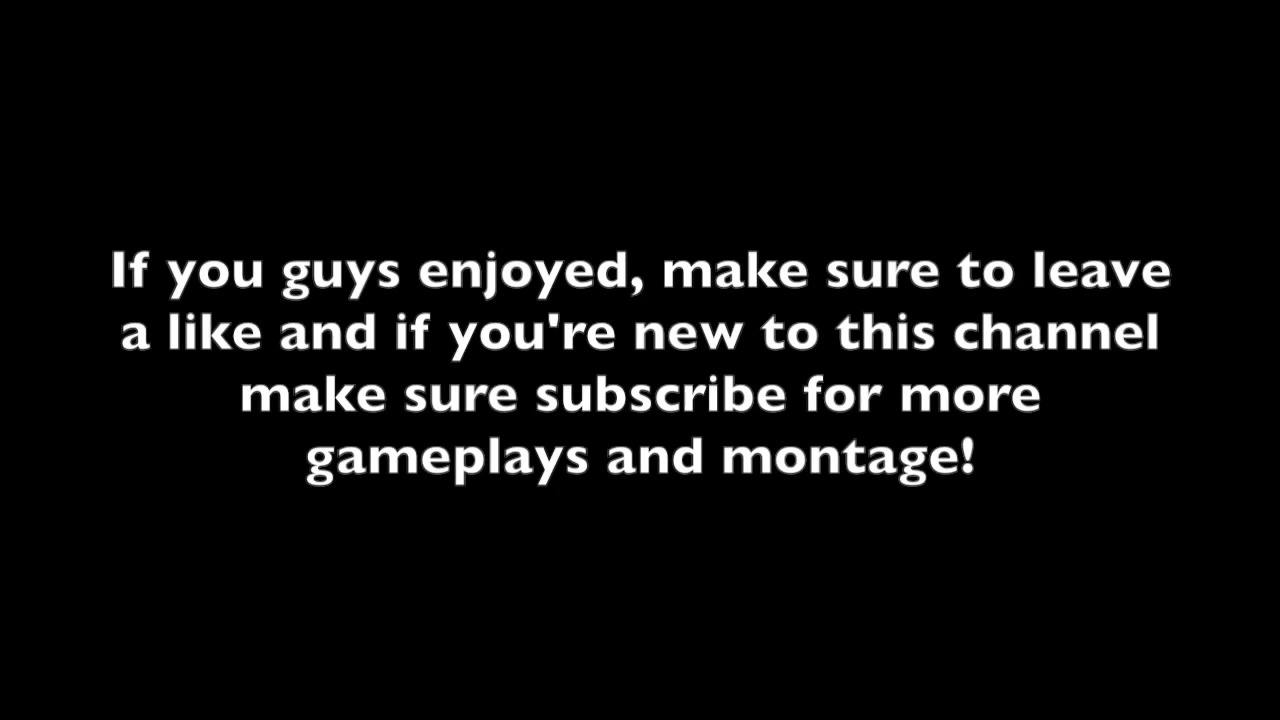 If you guys enjoyed, make sure to leave
a like and if you're new to this channel
make sure subscribe for more
gameplays and montage!